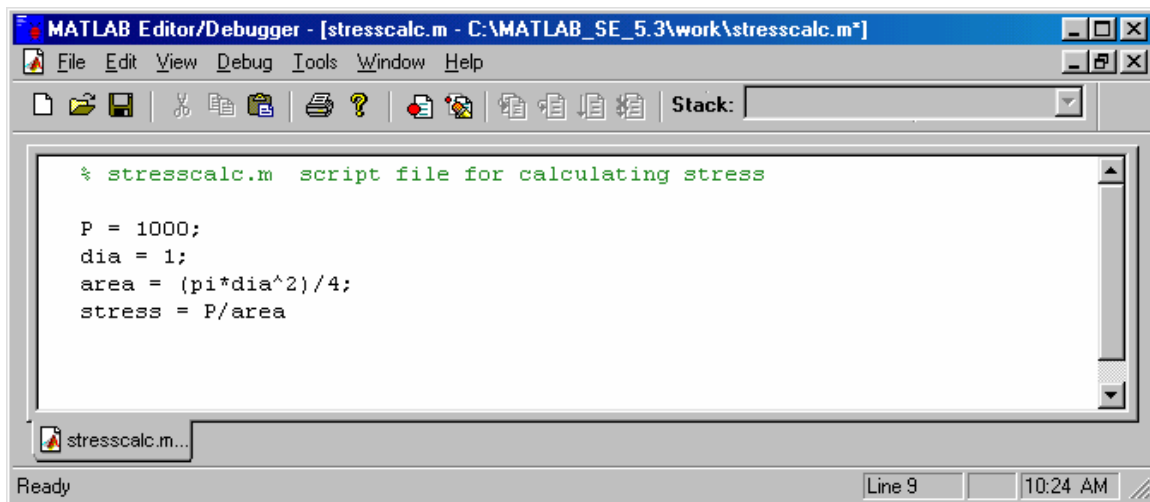 MATLAB Editor/Debugger - [stresscalc.m - C:\MATLAB_SE_5.3\work\stresscalc.m*]
File Edit View Debug Tools Window Help
Stack:
% stresscalc.m  script file for calculating stress
P = 1000;
dia = 1;
area = (pi*dia^2)/4;
stress = P/area
stresscalc.m...
Ready Line 9 10:24 AM